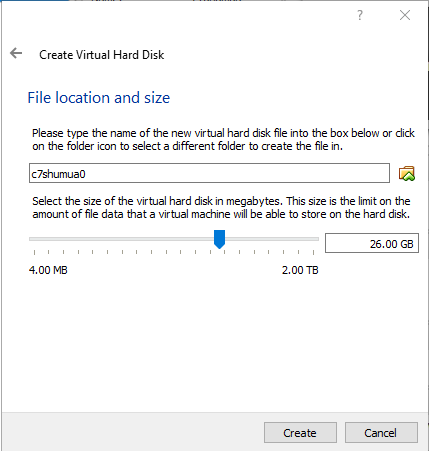 ?
Create Virtual Hard Disk
File location and size
Please type the name of the new virtual hard disk file into the box below or click
on the folder icon to select a different folder to create the file in.
c7shumua0
Select the size of the virtual hard disk in megabytes. This size is the limit on the
amount of file data that a virtual machine will be able to store on the hard disk.
26.00 GB
4.00 MB 2.00 TB
Create Cancel